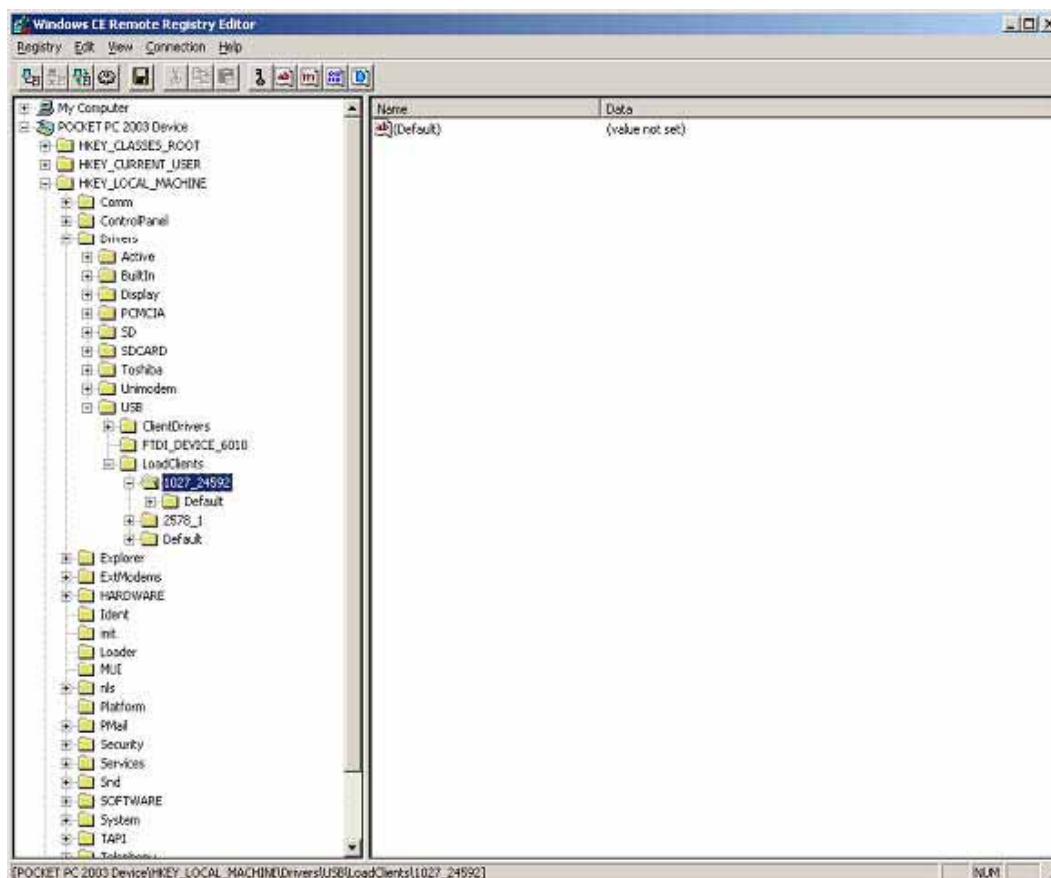 Windows CE Remote Registry Editor
Registry Edit View Connection Help
Name Data
(Default) (value not set)
My Computer
POCKET PC 2003 Device
HKEY_CLASSES_ROOT
HKEY_CURRENT_USER
HKEY_LOCAL_MACHINE
Comm
ControlPanel
Drivers
Active
BuiltIn
Display
PCMCIA
SD
SDCARD
Toshiba
Unimodem
USB
ClientDrivers
FTDI_DEVICE_6010
LoadClients
1027_24592
Default
2578_1
Default
Explorer
ExtModems
HARDWARE
Ident
init
Loader
MUI
nls
Platform
PMail
Security
Services
Snd
SOFTWARE
System
TAPI
Telephony
[POCKET PC 2003 Device\HKEY_LOCAL_MACHINE\Drivers\USB\LoadClients\1027_24592] NUM